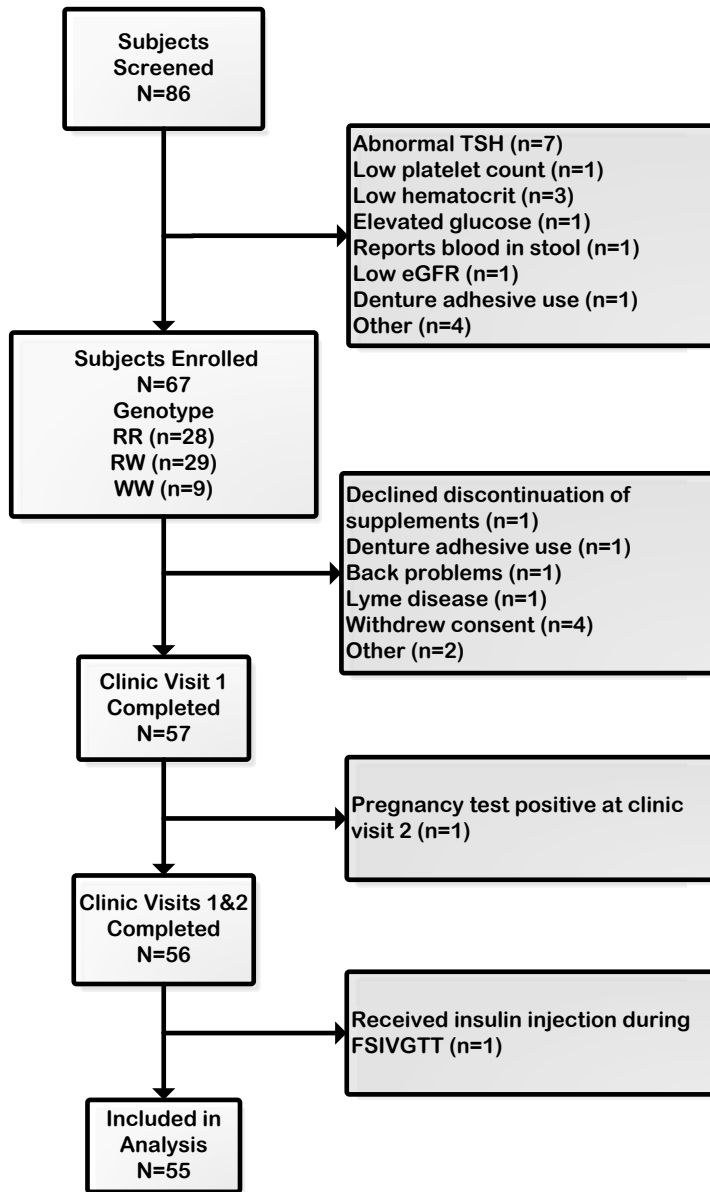 Subjects
Screened
N=86
Abnormal TSH (n=7)
Low platelet count (n=1)
Low hematocrit (n=3)
Elevated glucose (n=1)
Reports blood in stool (n=1)
Low eGFR (n=1)
Denture adhesive use (n=1)
Other (n=4)
Subjects Enrolled
N=67
Genotype
RR (n=28)
RW (n=29)
WW (n=9)
Declined discontinuation of
supplements (n=1)
Denture adhesive use (n=1)
Back problems (n=1)
Lyme disease (n=1)
Withdrew consent (n=4)
Other (n=2)
Clinic Visit 1
Completed
N=57
Pregnancy test positive at clinic
visit 2 (n=1)
Clinic Visits 1&2
Completed
N=56
Received insulin injection during
FSIVGTT (n=1)
Included in
Analysis
N=55